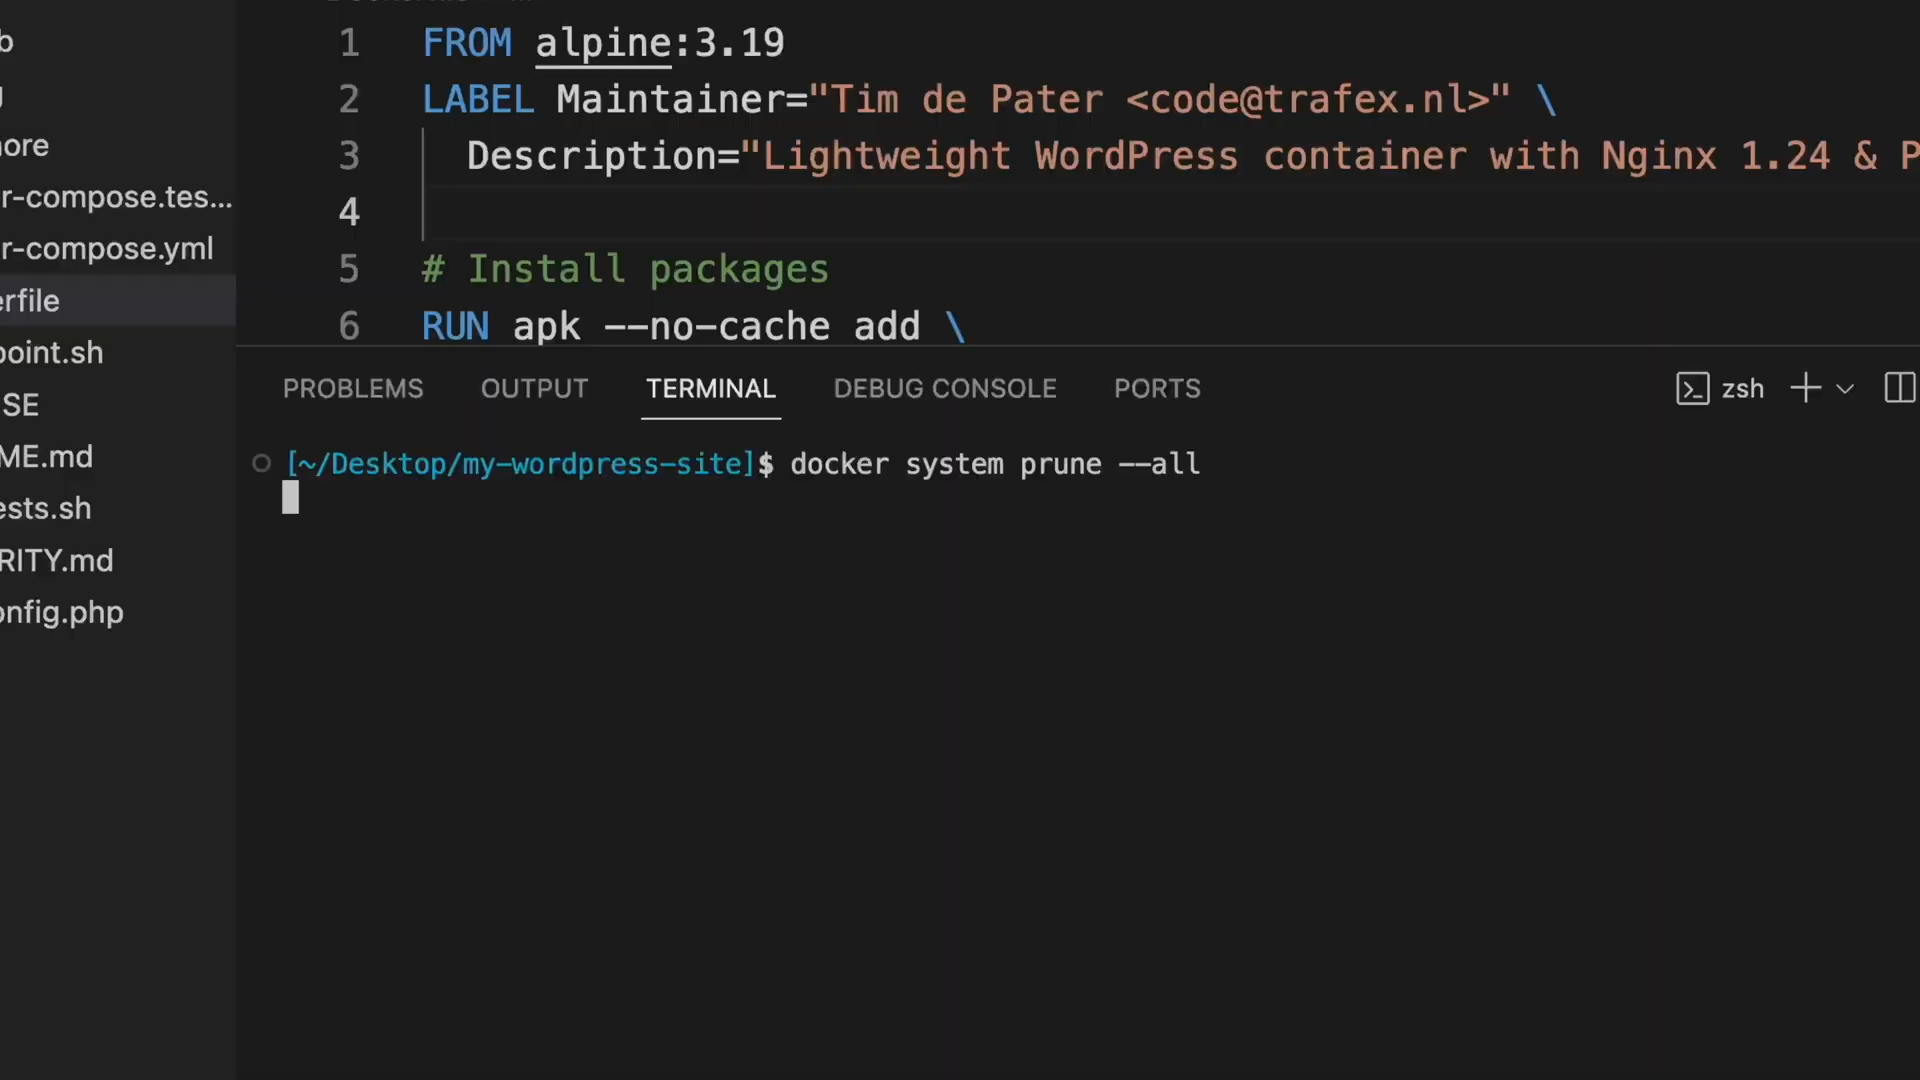 b
ore
r-compose.tes...
r-compose.yml
erfile
point.sh
SE
ME.md
ests.sh
RITY.md
onfig.php
1 FROM alpine:3.19
2 LABEL Maintainer="Tim de Pater <code@trafex.nl>" \
3 Description="Lightweight WordPress container with Nginx 1.24 & P
4
5 # Install packages
6 RUN apk --no-cache add \
PROBLEMS OUTPUT TERMINAL DEBUG CONSOLE PORTS zsh
[~/Desktop/my-wordpress-site]$ docker system prune --all